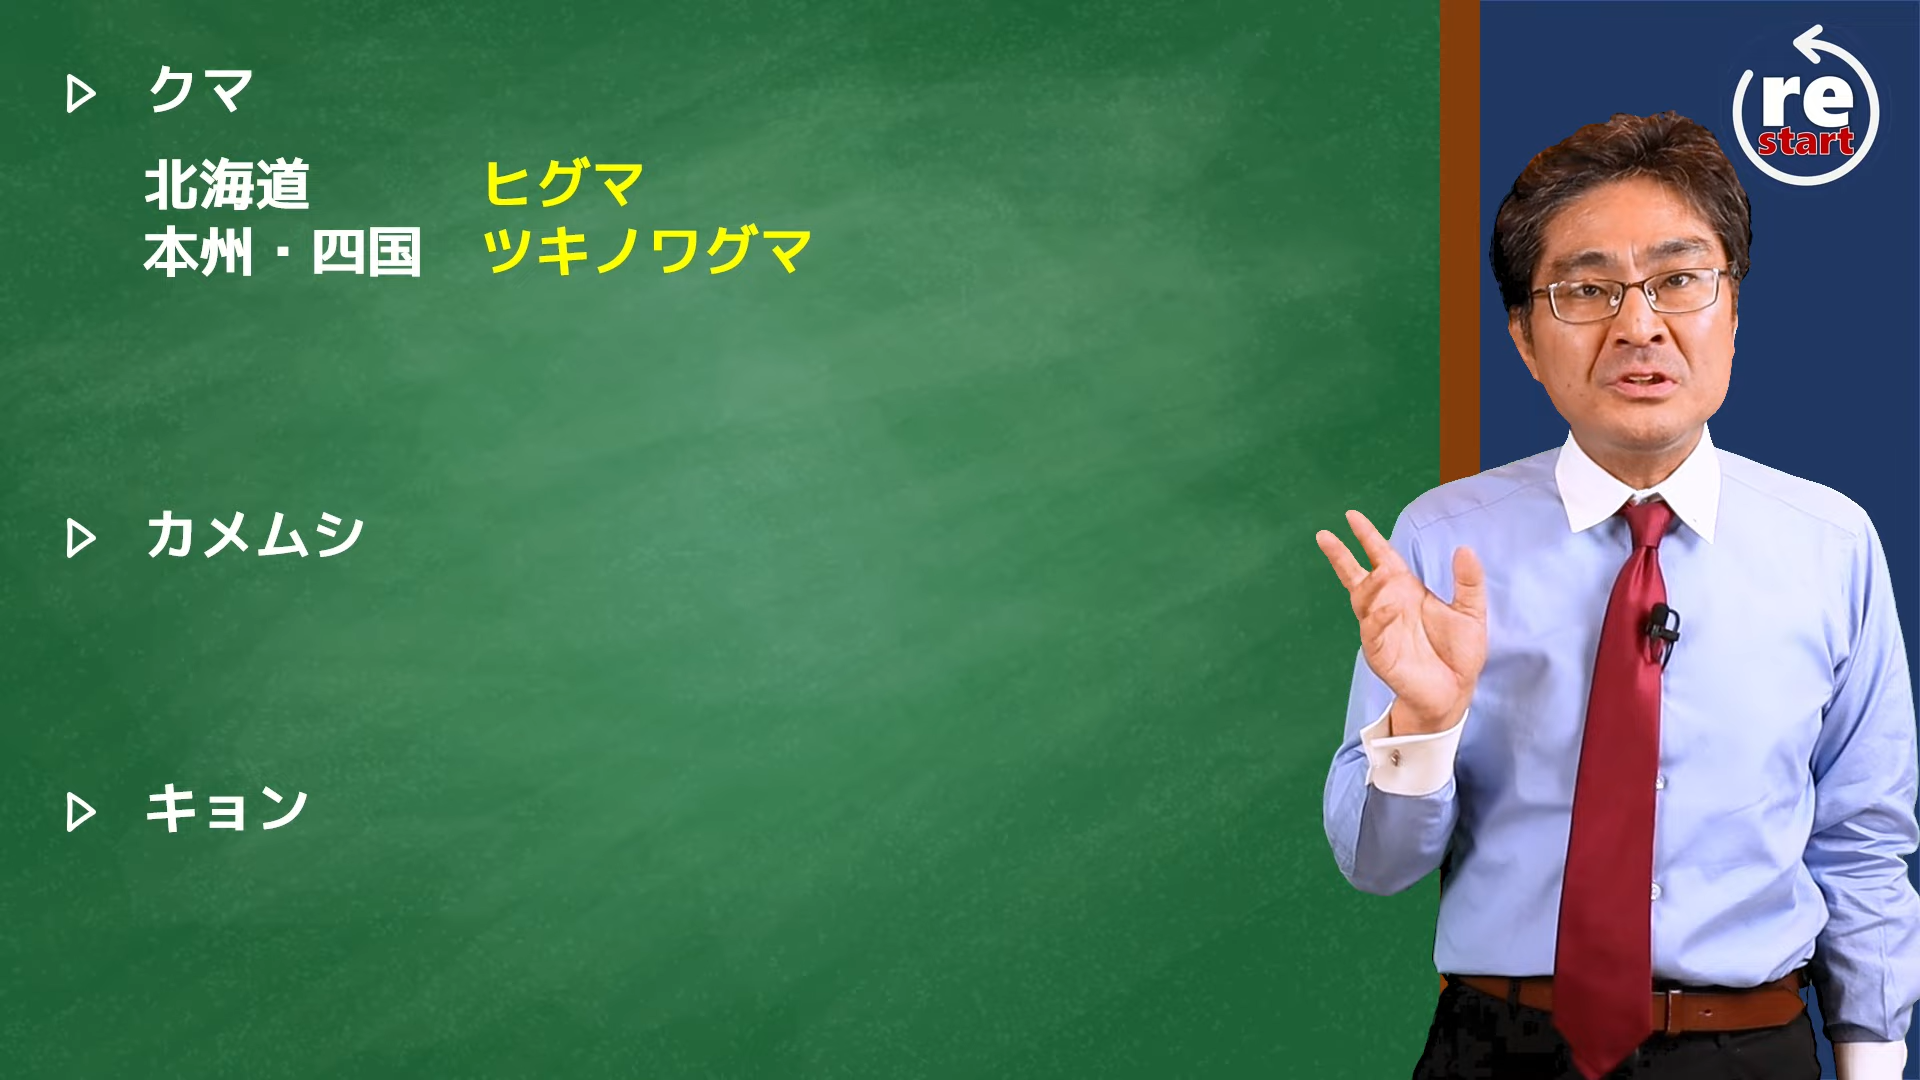 クマ
北海道 ヒグマ
本州・四国 ツキノワグマ
カメムシ
キョン
re
start